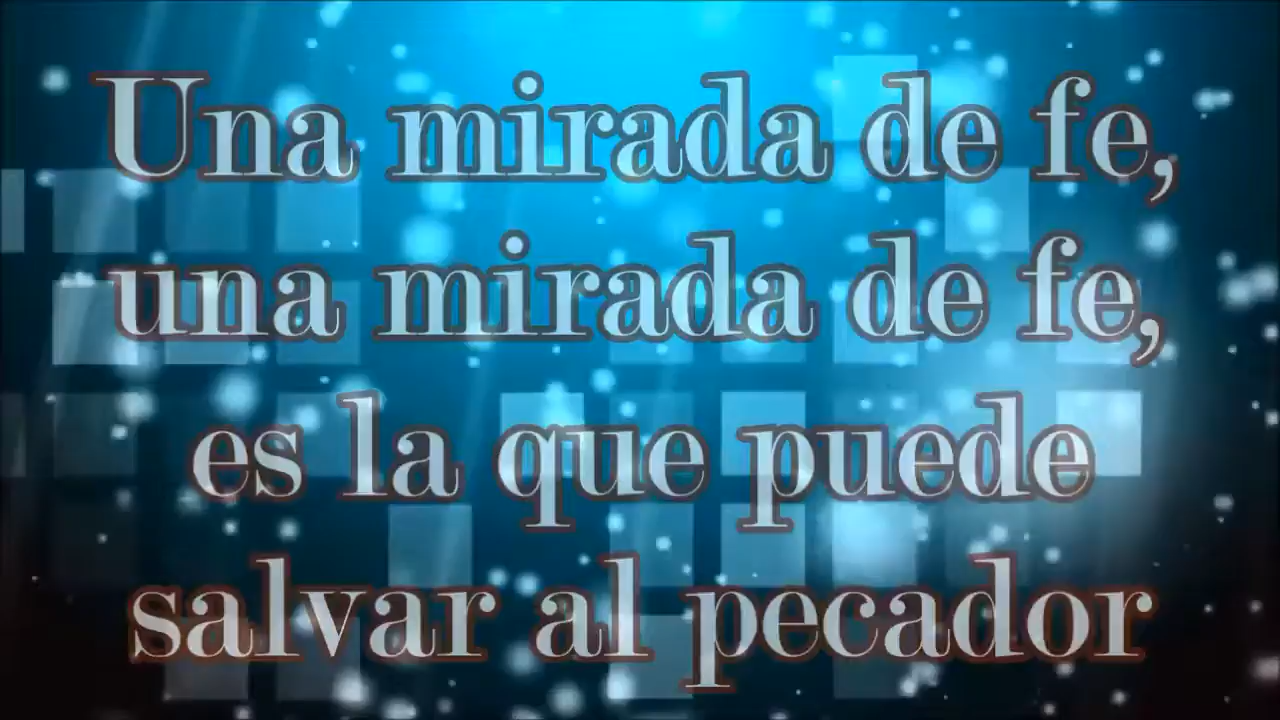 Una mirada de fe,
una mirada de fe,
es la que puede
salvar al pecador